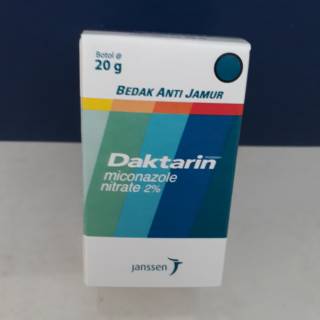 Botol @
20 g
BEDAK ANTI JAMUR
Daktarin
miconazole
nitrate 2%
janssen